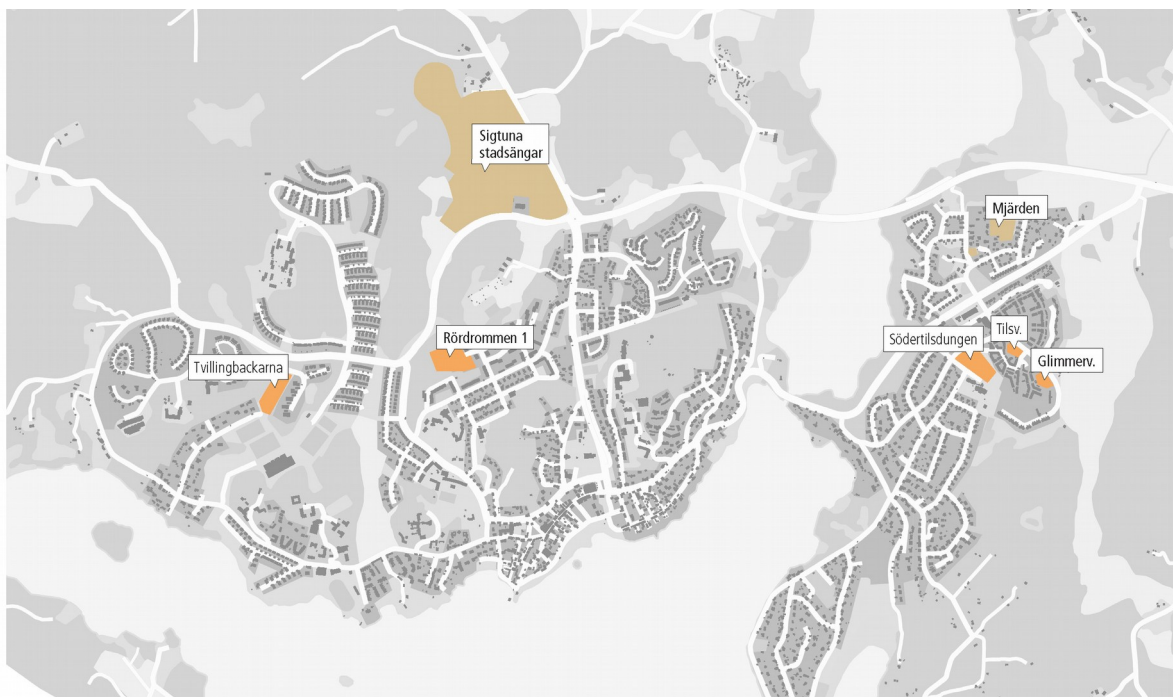 Sigtuna
stadsängar
Mjärden
Rördrommen 1
Tilsv.
Södertilsdungen
Glimmerv.
Tvillingbackarna